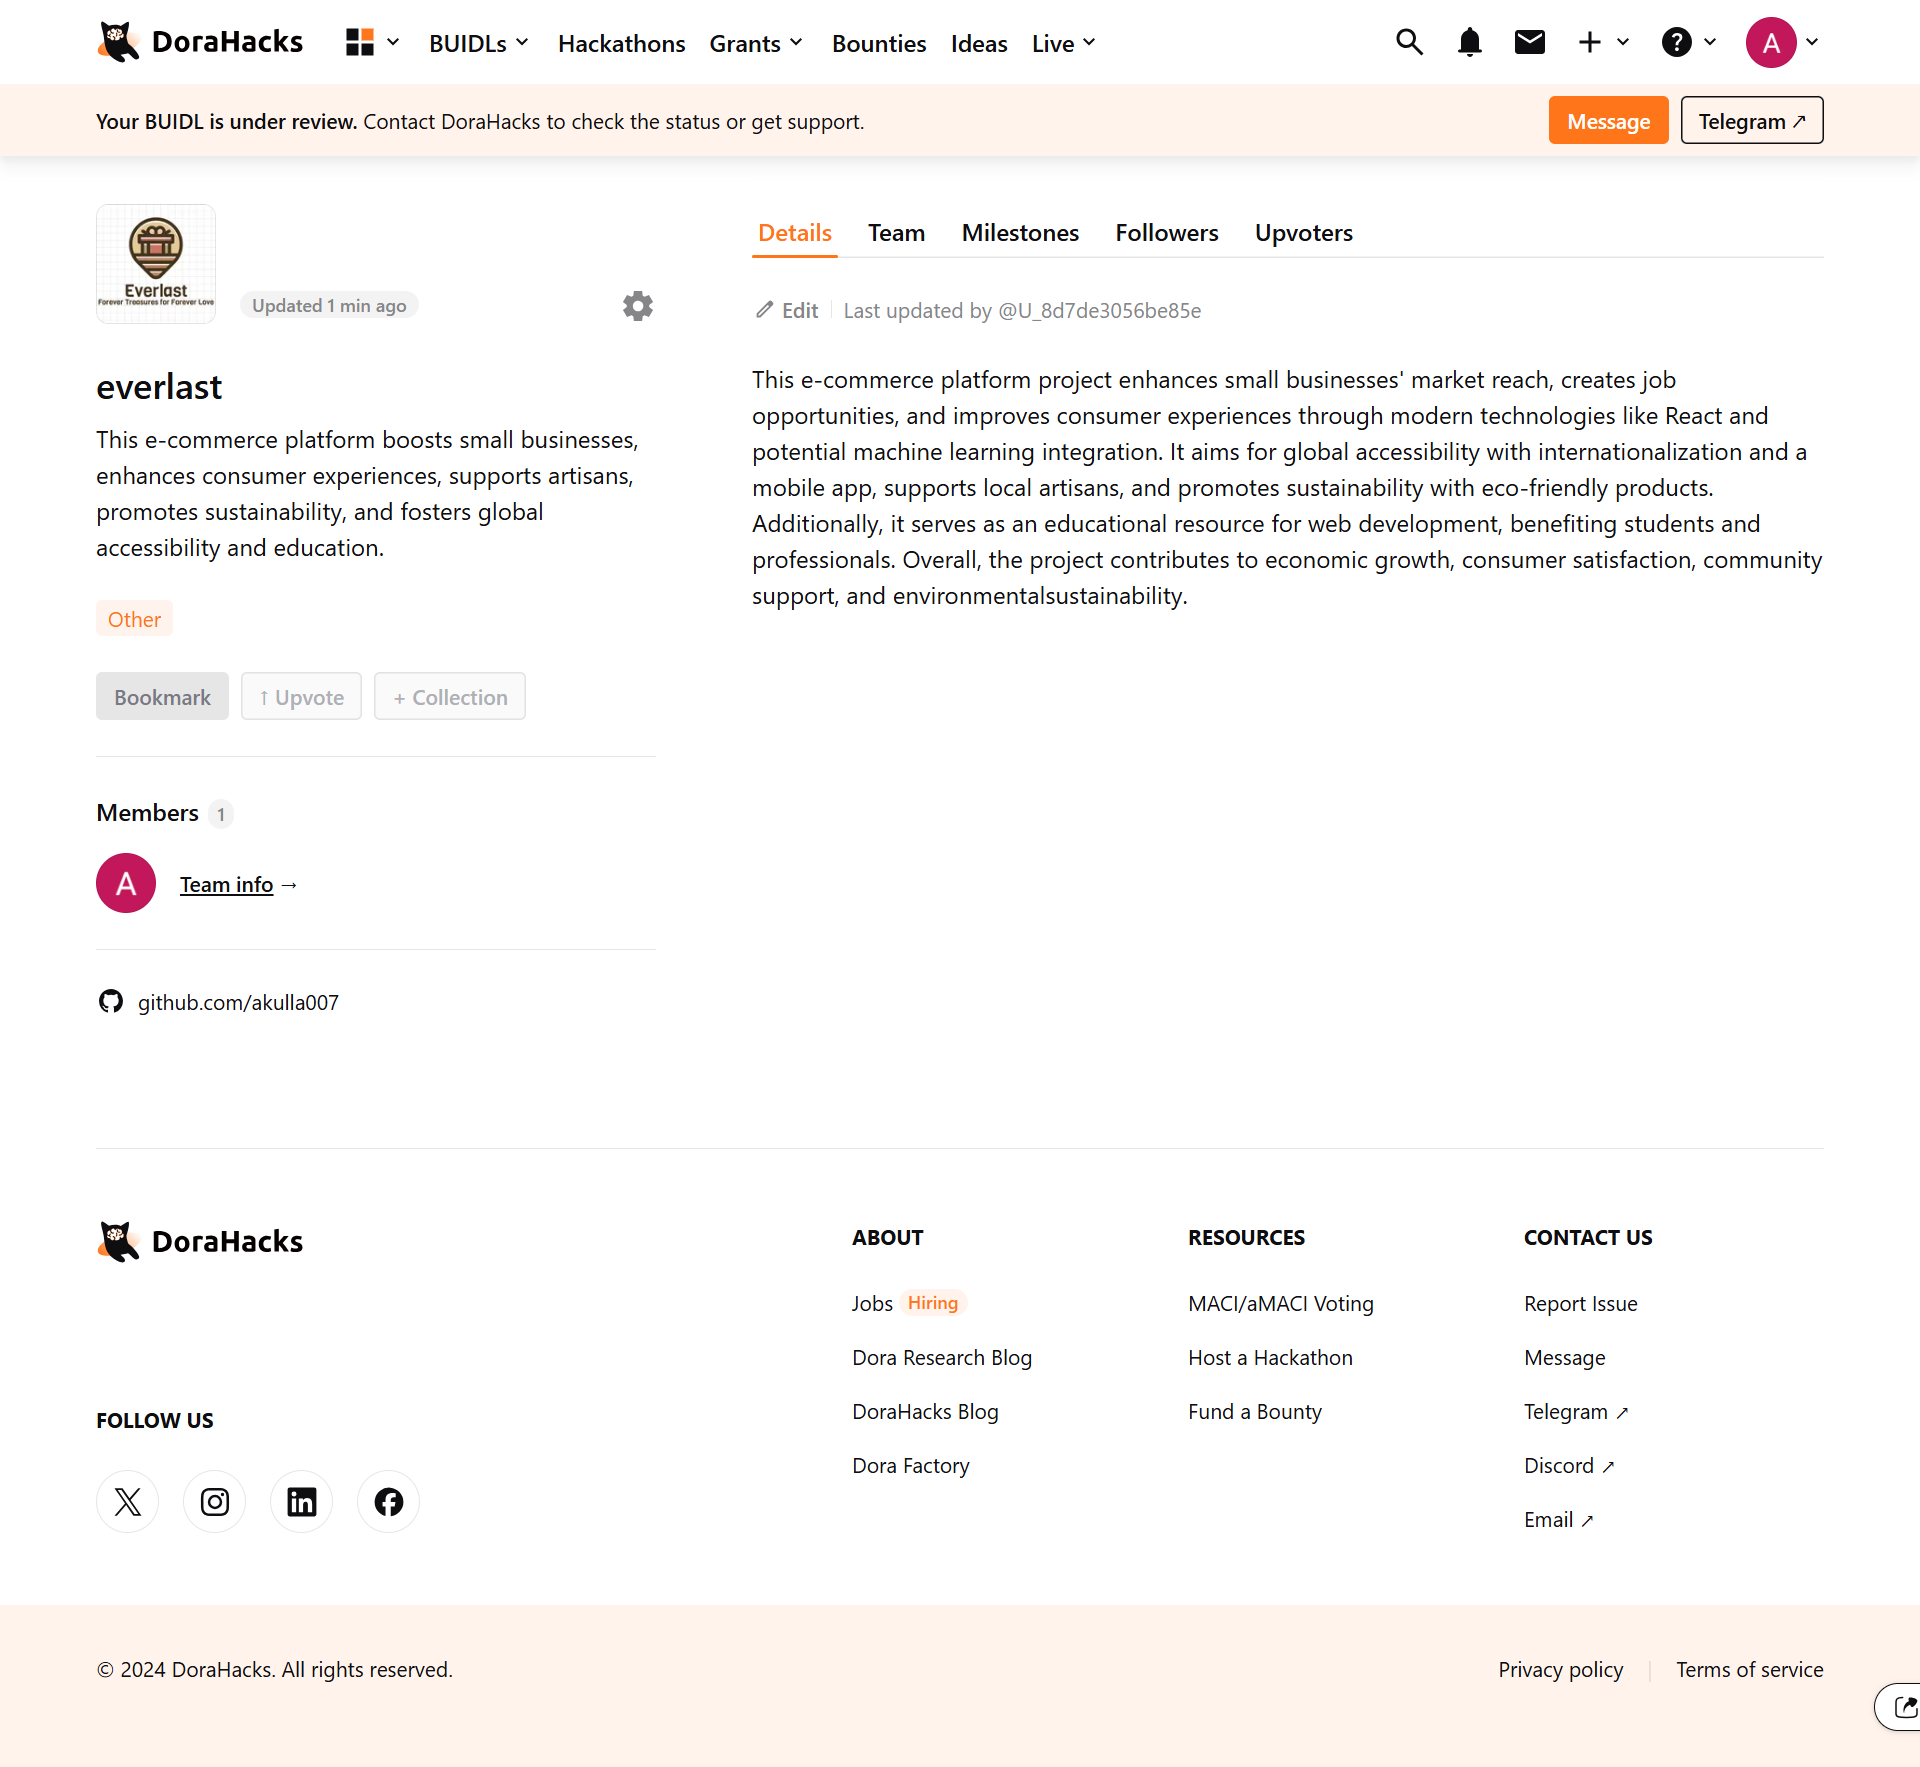 DoraHacks
BUIDLs
Hackathons
Grants
Bounties
Ideas
Live
?
A
Your BUIDL is under review. Contact DoraHacks to check the status or get support.
Message
Telegram ↗
Everlast
Forever Treasures for Forever Love
Updated 1 min ago
everlast
This e-commerce platform boosts small businesses,
enhances consumer experiences, supports artisans,
promotes sustainability, and fosters global
accessibility and education.
Other
Bookmark
↑ Upvote
+ Collection
Members 1
A
Team info →
github.com/akulla007
Details
Team
Milestones
Followers
Upvoters
Edit
Last updated by @U_8d7de3056be85e
This e-commerce platform project enhances small businesses' market reach, creates job
opportunities, and improves consumer experiences through modern technologies like React and
potential machine learning integration. It aims for global accessibility with internationalization and a
mobile app, supports local artisans, and promotes sustainability with eco-friendly products.
Additionally, it serves as an educational resource for web development, benefiting students and
professionals. Overall, the project contributes to economic growth, consumer satisfaction, community
support, and environmentalsustainability.
DoraHacks
FOLLOW US
ABOUT
Jobs Hiring
Dora Research Blog
DoraHacks Blog
Dora Factory
RESOURCES
MACI/aMACI Voting
Host a Hackathon
Fund a Bounty
CONTACT US
Report Issue
Message
Telegram ↗
Discord ↗
Email ↗
© 2024 DoraHacks. All rights reserved.
Privacy policy
Terms of service